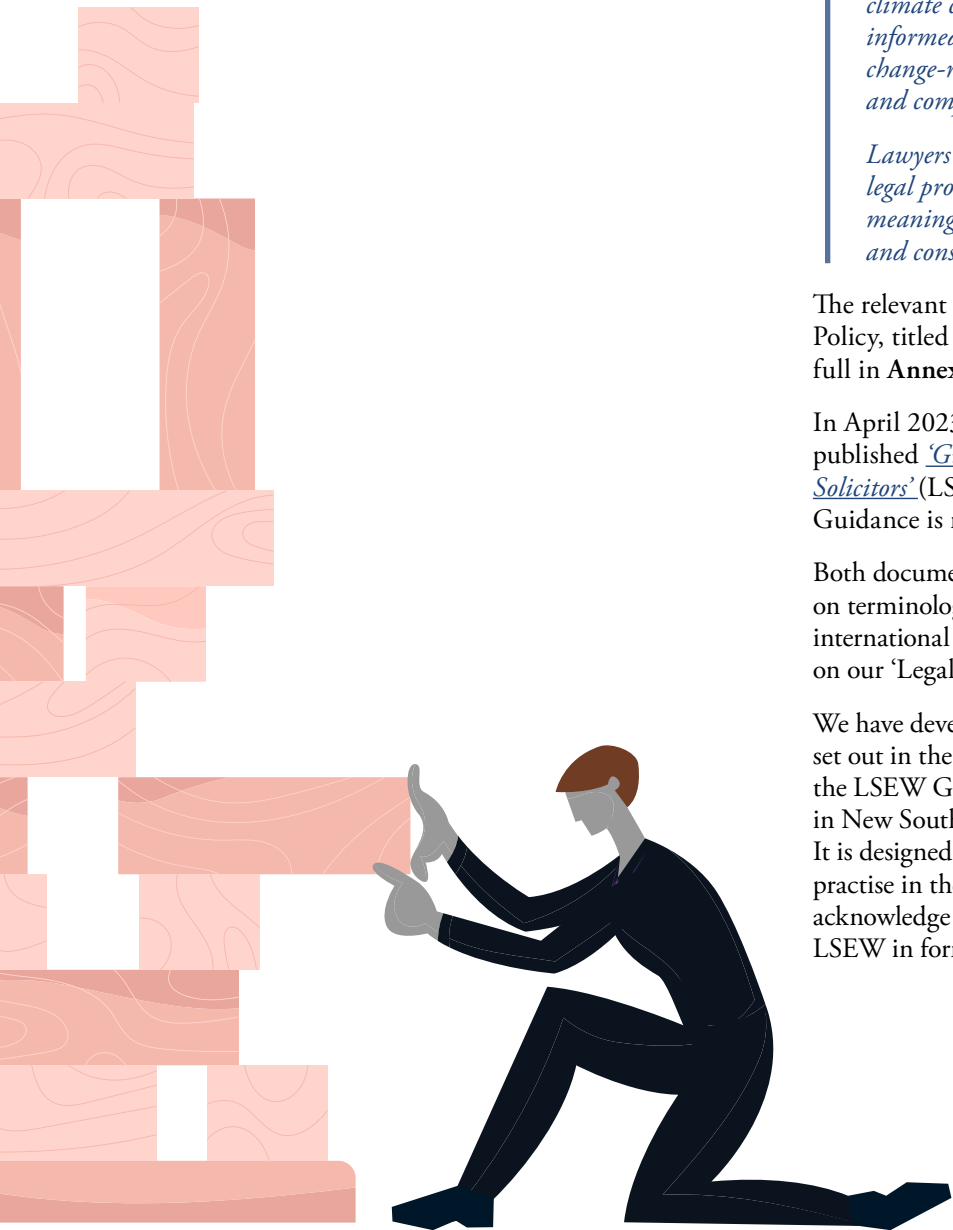 climate
informed
change-
and com
Lawyers
legal pro
meaning
and cons
The relevant
Policy, titled
full in Annex
In April 2023
published ‘G
Solicitors’ (LS
Guidance is
Both docume
on terminolog
international
on our ‘Legal
We have deve
set out in the
the LSEW G
in New South
It is designed
practise in th
acknowledge
LSEW in for